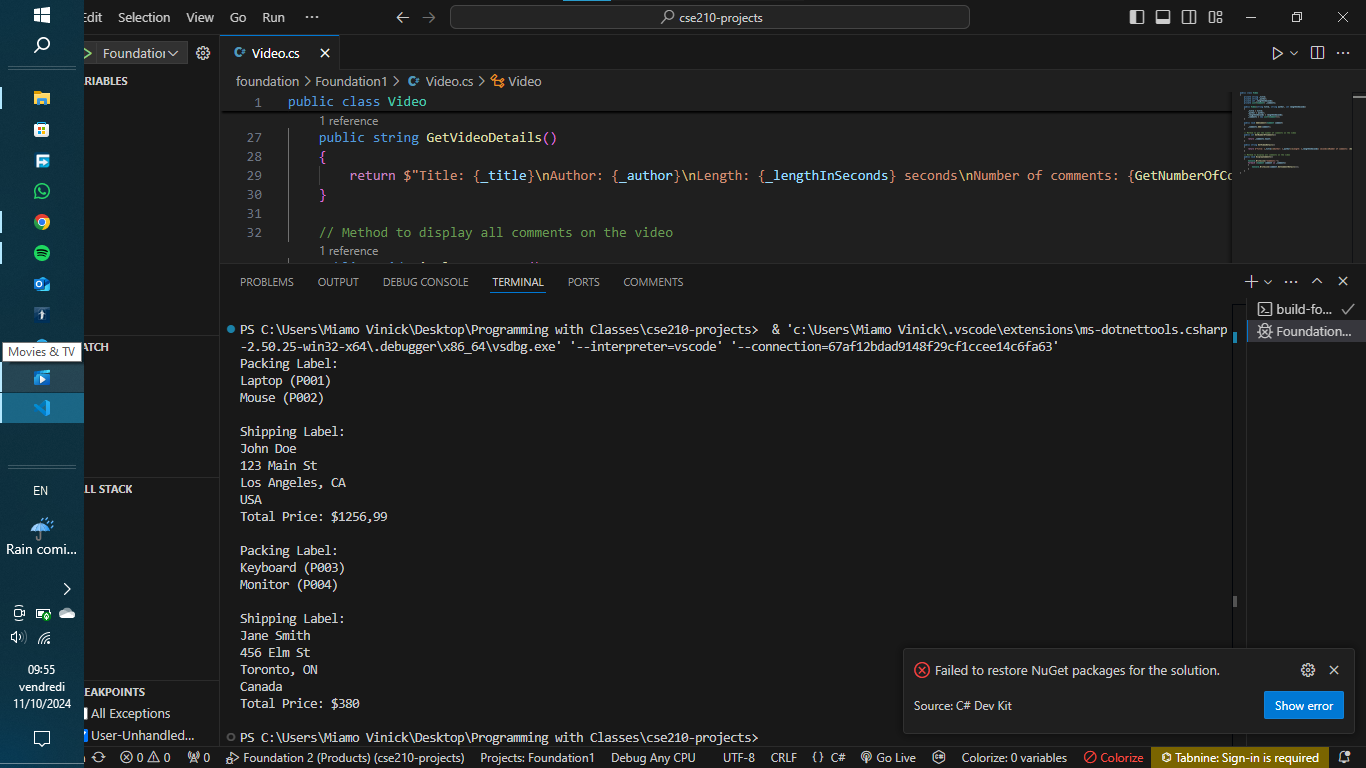 Edit Selection View Go Run ···
cse210-projects
Foundation
Video.cs
foundation > Foundation1 > Video.cs > Video
RIABLES
1 public class Video
1 reference
27 public string GetVideoDetails()
28 {
29 return $"Title: {_title}\nAuthor: {_author}\nLength: {_lengthInSeconds} seconds\nNumber of comments: {GetNumberOfCo
30 }
31
32 // Method to display all comments on the video
1 reference
PROBLEMS OUTPUT DEBUG CONSOLE TERMINAL PORTS COMMENTS
build-fo...
Foundation...
PS C:\Users\Miamo Vinick\Desktop\Programming with Classes\cse210-projects> & 'c:\Users\Miamo Vinick\.vscode\extensions\ms-dotnettools.csharp
-2.50.25-win32-x64\.debugger\x86_64\vsdbg.exe' '--interpreter=vscode' '--connection=67af12bdad9148f29cf1ccee14c6fa63'
Packing Label:
Laptop (P001)
Mouse (P002)
Shipping Label:
John Doe
123 Main St
Los Angeles, CA
USA
Total Price: $1256,99
Packing Label:
Keyboard (P003)
Monitor (P004)
Shipping Label:
Jane Smith
456 Elm St
Toronto, ON
Canada
Total Price: $380
PS C:\Users\Miamo Vinick\Desktop\Programming with Classes\cse210-projects>
Movies & TV
ATCH
LL STACK
EN
Rain comi...
09:55
vendredi
11/10/2024
EAKPOINTS
All Exceptions
User-Unhandled...
Failed to restore NuGet packages for the solution.
Source: C# Dev Kit
Show error
0 0 0 Foundation 2 (Products) (cse210-projects) Projects: Foundation1 Debug Any CPU UTF-8 CRLF {} C# Go Live Colorize: 0 variables Colorize Tabnine: Sign-in is required